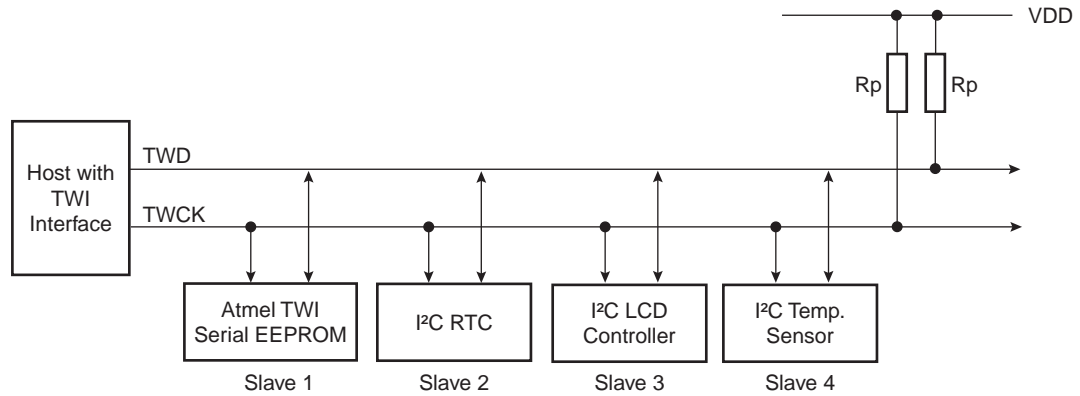 VDD
Rp
Rp
Host with
TWI
Interface
TWD
TWCK
Atmel TWI
Serial EEPROM
I²C RTC
I²C LCD
Controller
I²C Temp.
Sensor
Slave 1
Slave 2
Slave 3
Slave 4